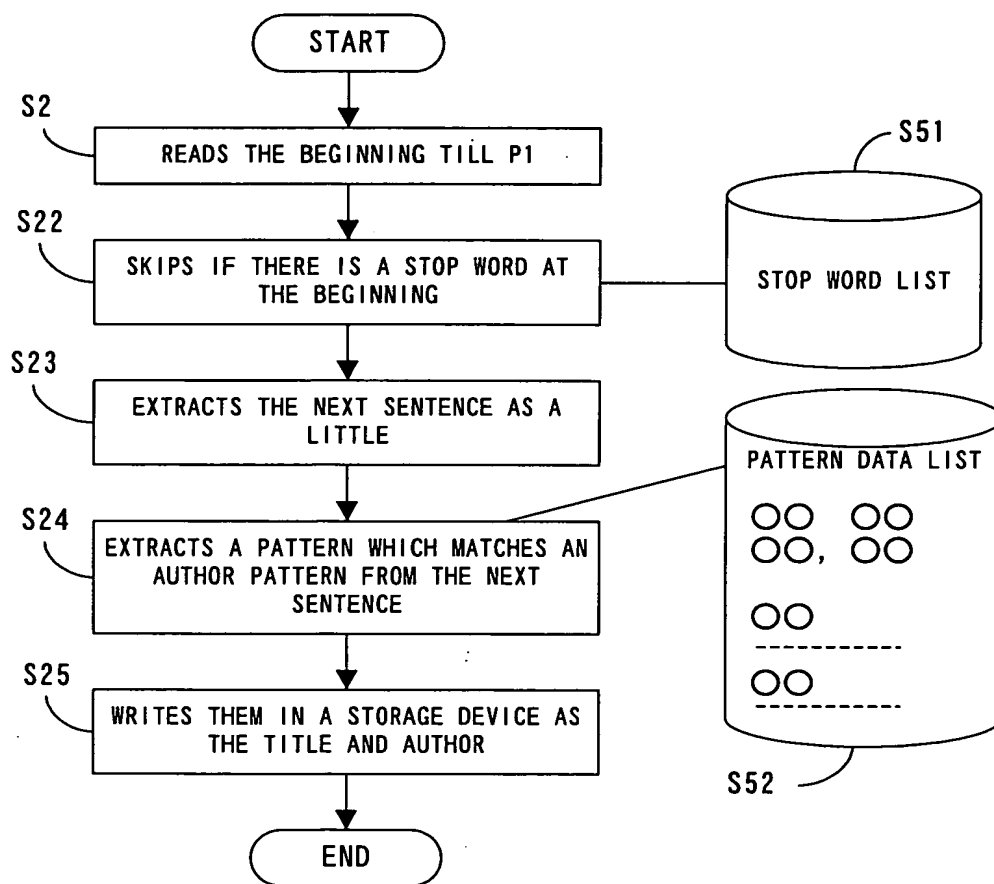 START
S2
READS THE BEGINNING TILL P1
S22
SKIPS IF THERE IS A STOP WORD AT
THE BEGINNING
S51
STOP WORD LIST
S23
EXTRACTS THE NEXT SENTENCE AS A
LITTLE
S24
EXTRACTS A PATTERN WHICH MATCHES AN
AUTHOR PATTERN FROM THE NEXT
SENTENCE
PATTERN DATA LIST
○○ ○○
○○, ○○
○○
○○
S52
S25
WRITES THEM IN A STORAGE DEVICE AS
THE TITLE AND AUTHOR
END